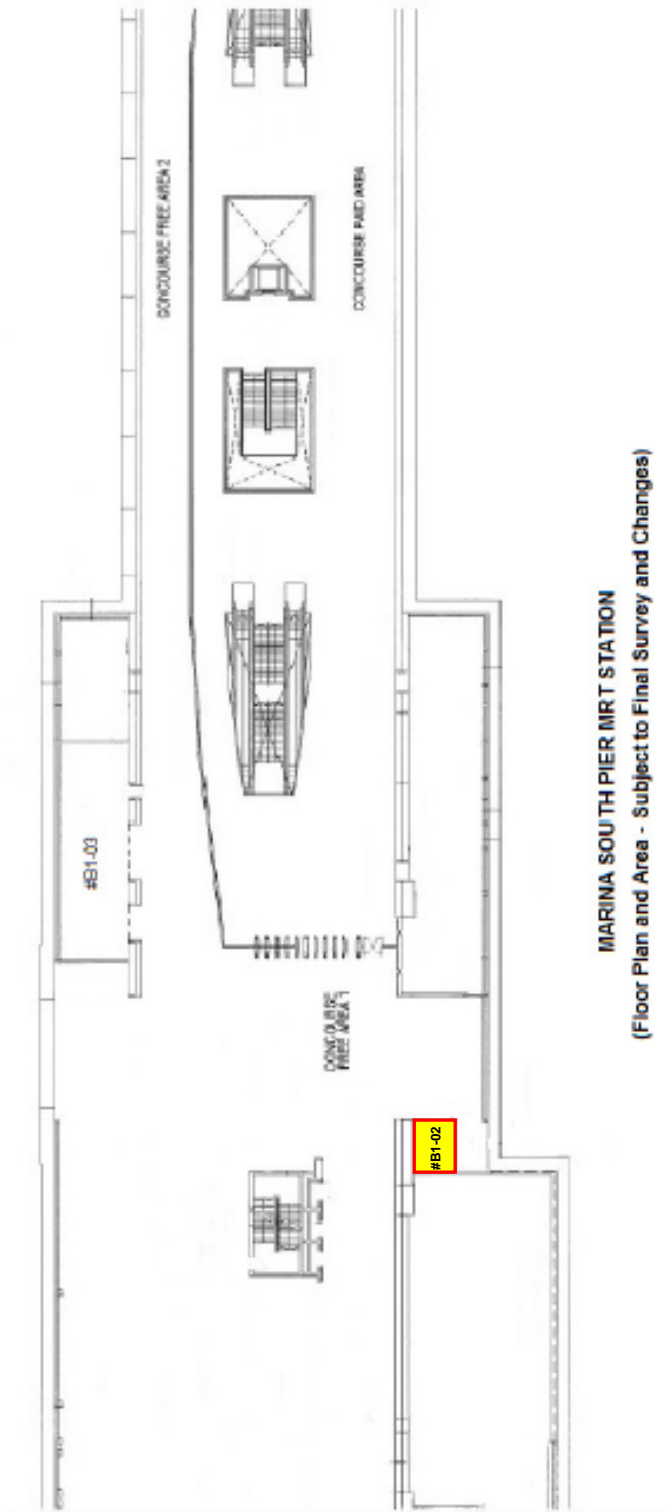 CONCOURSE FREE AREA 2
CONCOURSE PAID AREA
#B1-03
CONCOURSE
FREE AREA 1
#B1-02
MARINA SOUTH PIER MRT STATION
(Floor Plan and Area - Subject to Final Survey and Changes)